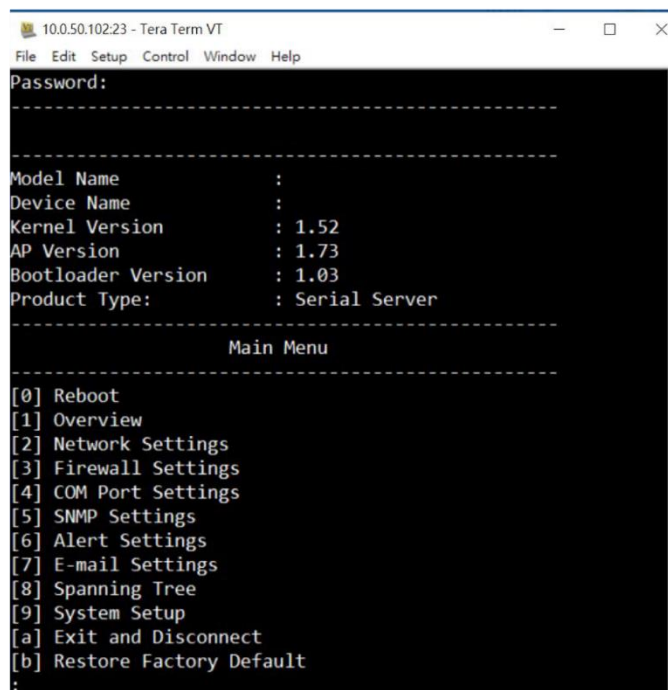 10.0.50.102:23 - Tera Term VT
File Edit Setup Control Window Help
Password:
----------------------------------------------------
----------------------------------------------------
Model Name :
Device Name :
Kernel Version : 1.52
AP Version : 1.73
Bootloader Version : 1.03
Product Type: : Serial Server
----------------------------------------------------
Main Menu
----------------------------------------------------
[0] Reboot
[1] Overview
[2] Network Settings
[3] Firewall Settings
[4] COM Port Settings
[5] SNMP Settings
[6] Alert Settings
[7] E-mail Settings
[8] Spanning Tree
[9] System Setup
[a] Exit and Disconnect
[b] Restore Factory Default
: